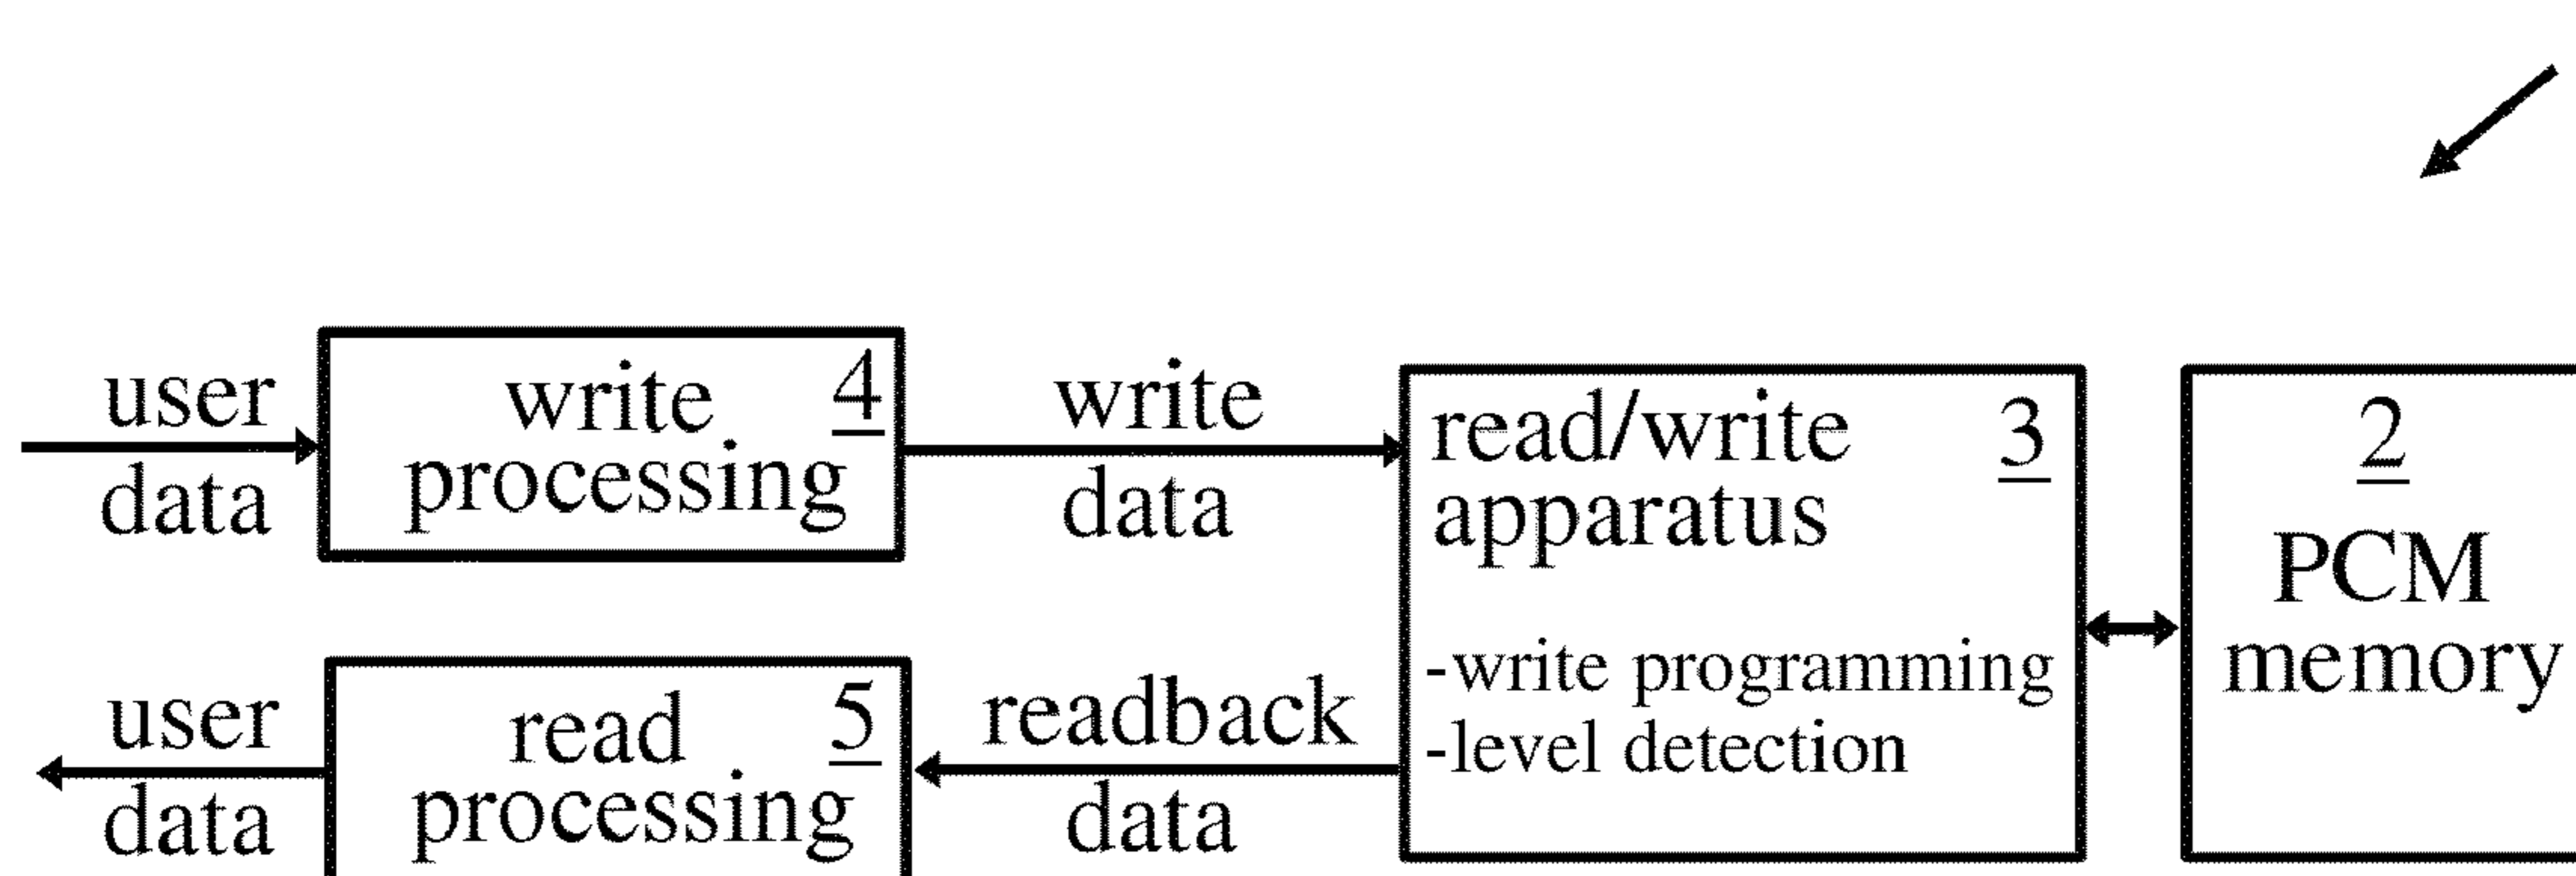 user
data
write 4
processing
write
data
read/write 3
apparatus
-write programming
-level detection
2
PCM
memory
user
data
read 5
processing
readback
data